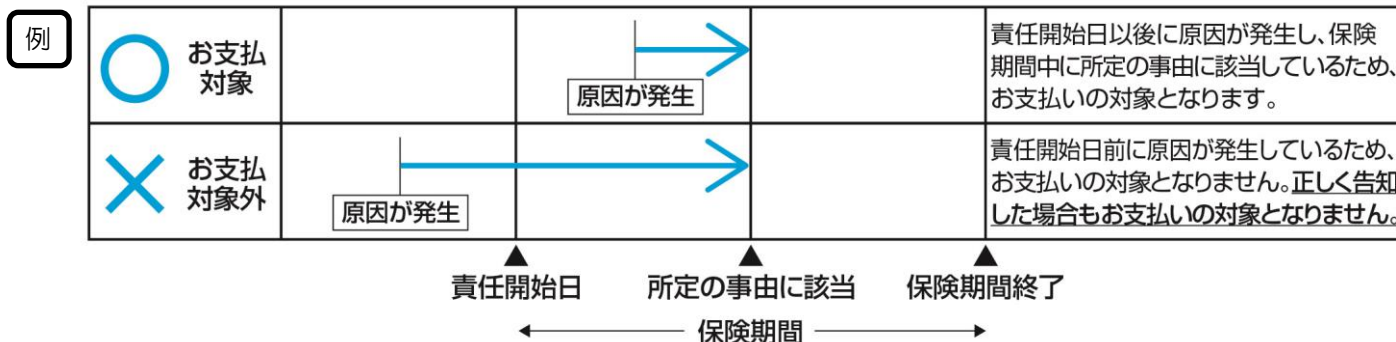 例
お支払
対象
原因が発生
責任開始日以後に原因が発生し、保険
期間中に所定の事由に該当しているため、
お支払いの対象となります。
お支払
対象外
原因が発生
責任開始日前に原因が発生しているため、
お支払いの対象となりません。正しく告知
した場合もお支払いの対象となりません。
責任開始日
所定の事由に該当
保険期間終了
保険期間